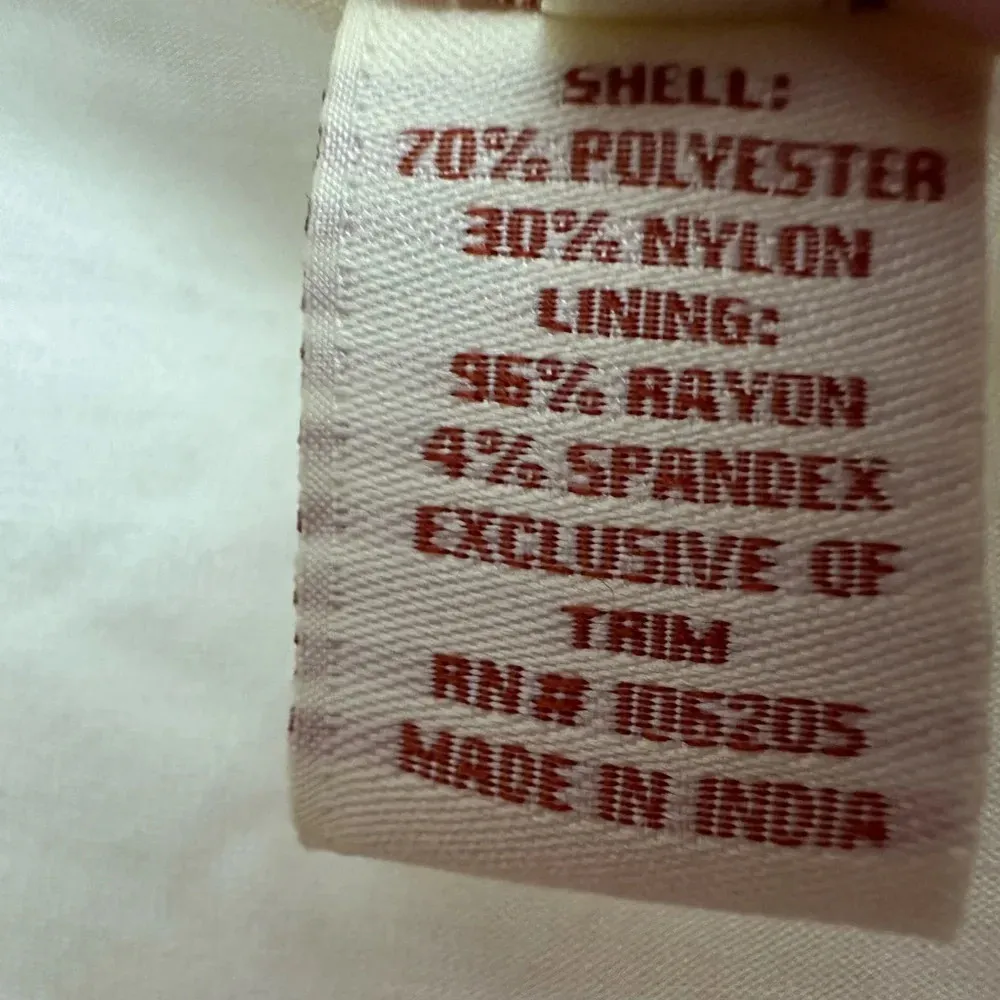 SHELL:
70% POLYESTER
30% NYLON
LINING:
96% RAYON
4% SPANDEX
EXCLUSIVE OF
TRIM
RN# 106205
MADE IN INDIA